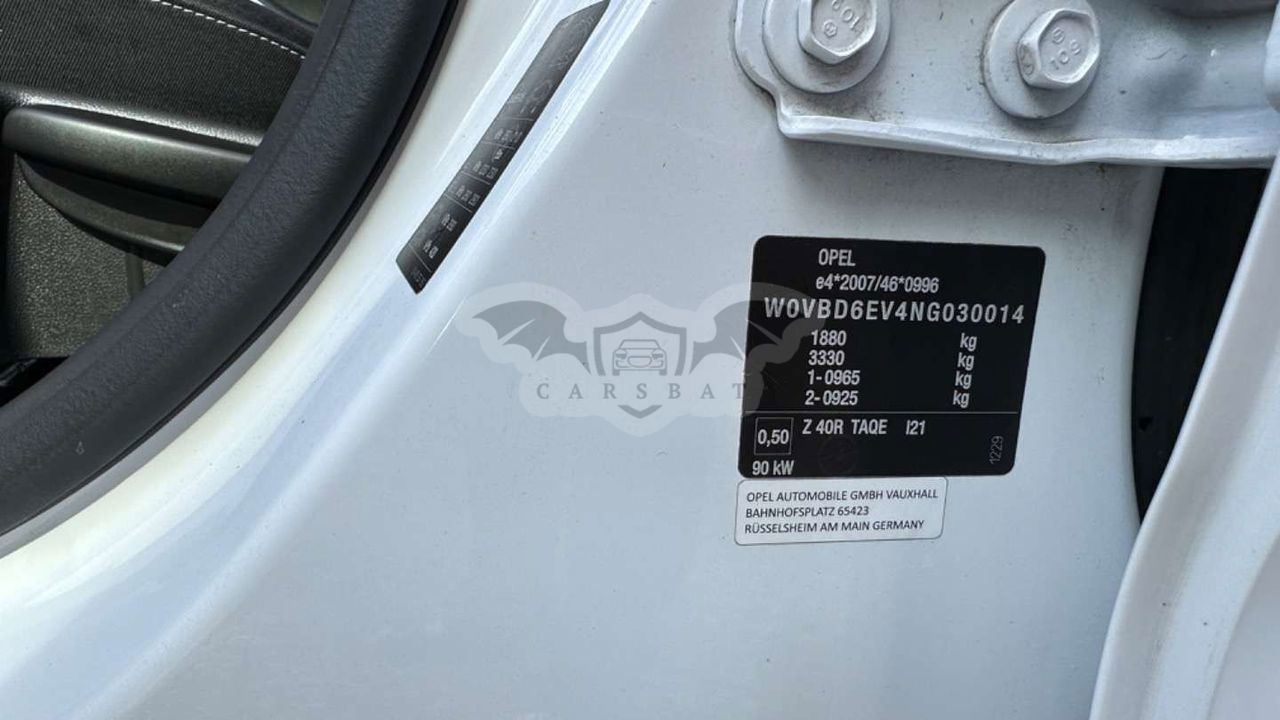 OPEL
e4*2007/46*0996
W0VBD6EV4NG030014
1880 kg
3330 kg
1-0965 kg
2-0925 kg
0,50 Z 40R TAQE I21
90 kW 1229
OPEL AUTOMOBILE GMBH VAUXHALL
BAHNHOFSPLATZ 65423
RÜSSELSHEIM AM MAIN GERMANY
CARSBAT
109